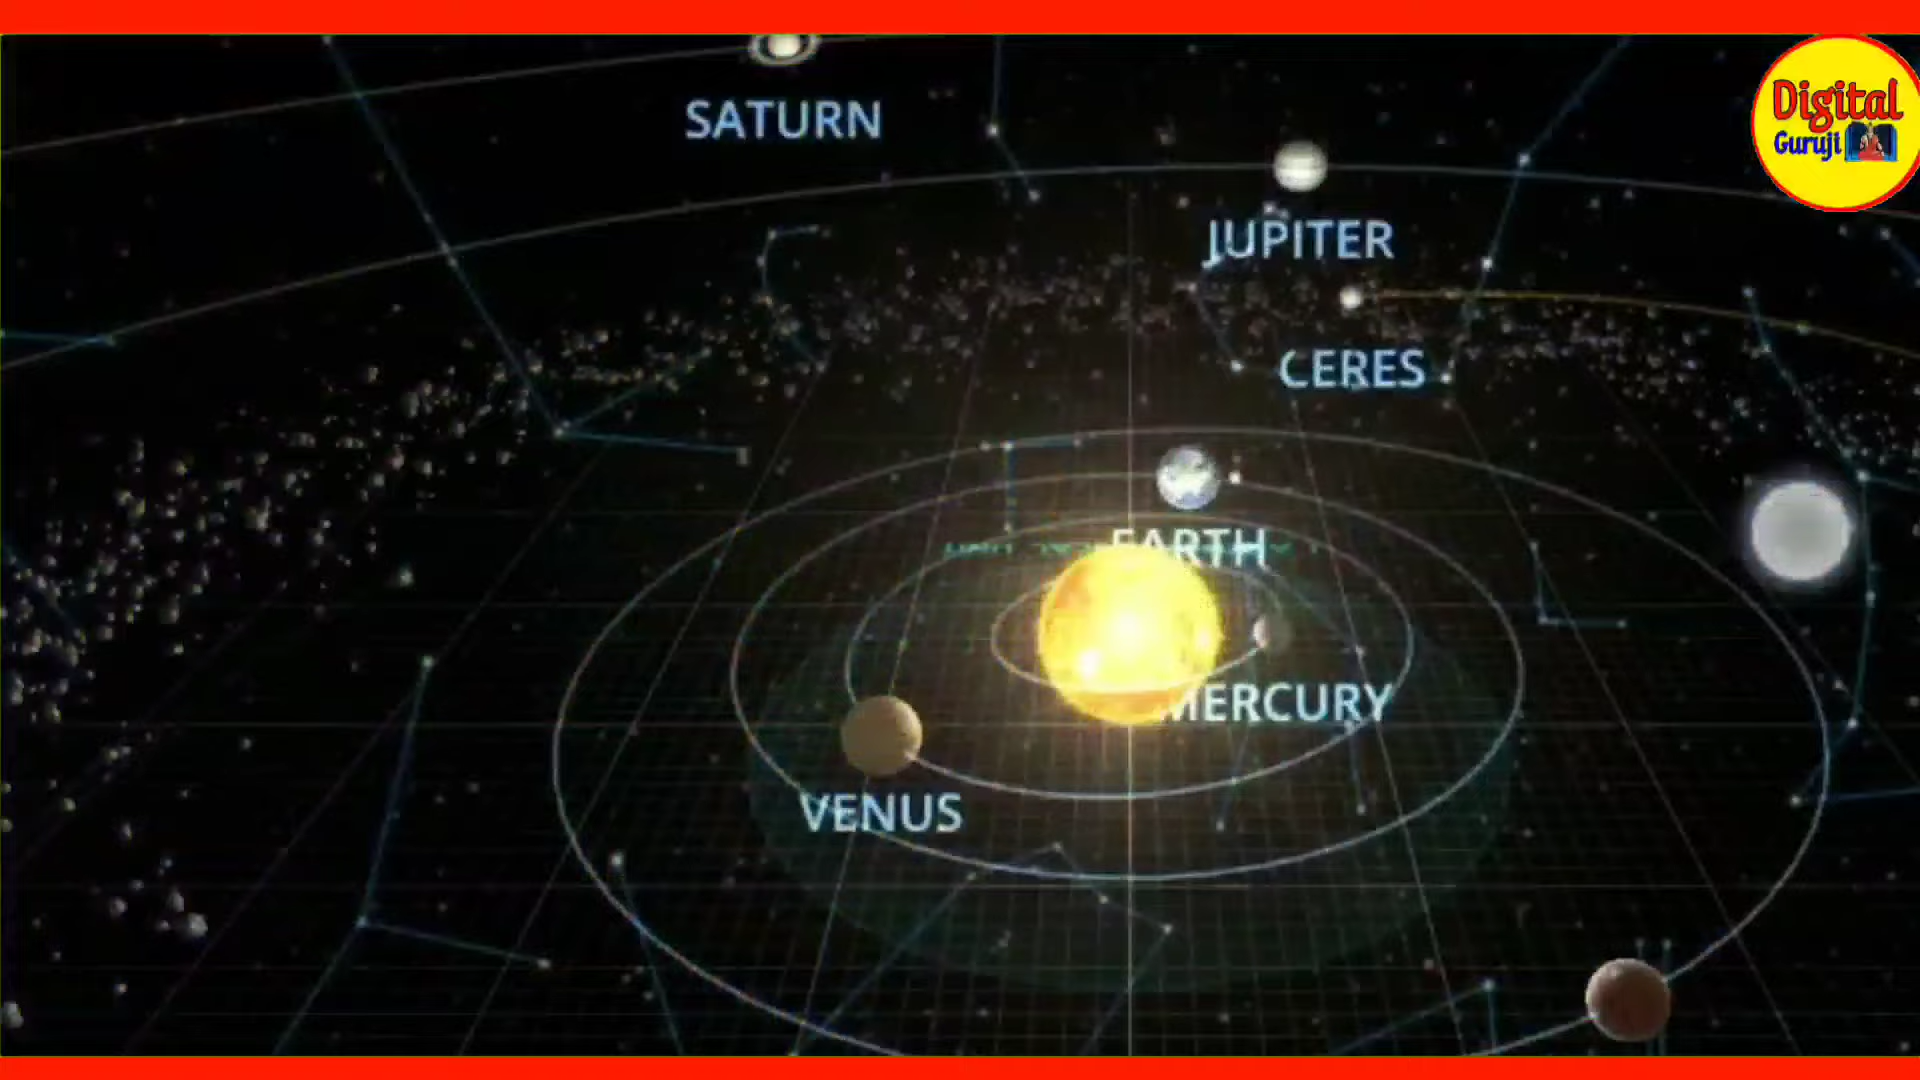 SATURN
Digital
Guruji
JUPITER
CERES
EARTH
MERCURY
VENUS